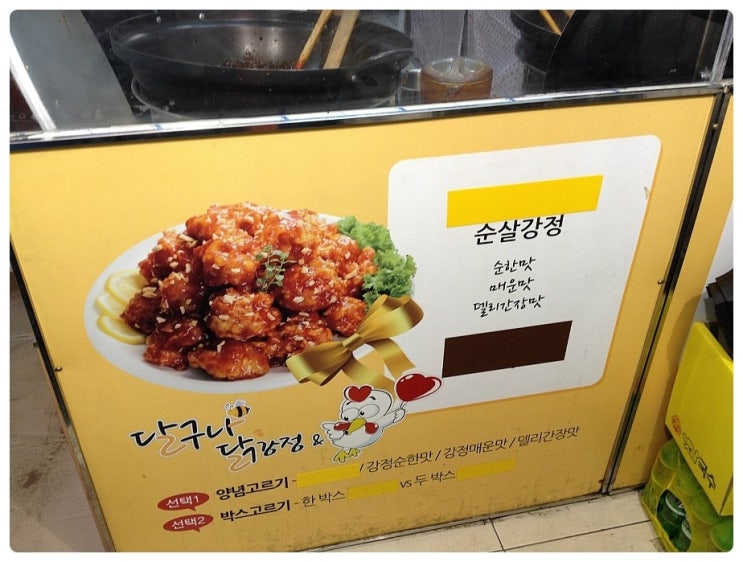 순살강정
순한맛
매운맛
델리간장맛
달구나
닭강정 &
선택1 양념고르기 - / 강정순한맛 / 강정매운맛 / 델리간장맛
선택2 박스고르기 - 한 박스 vs 두 박스
국수